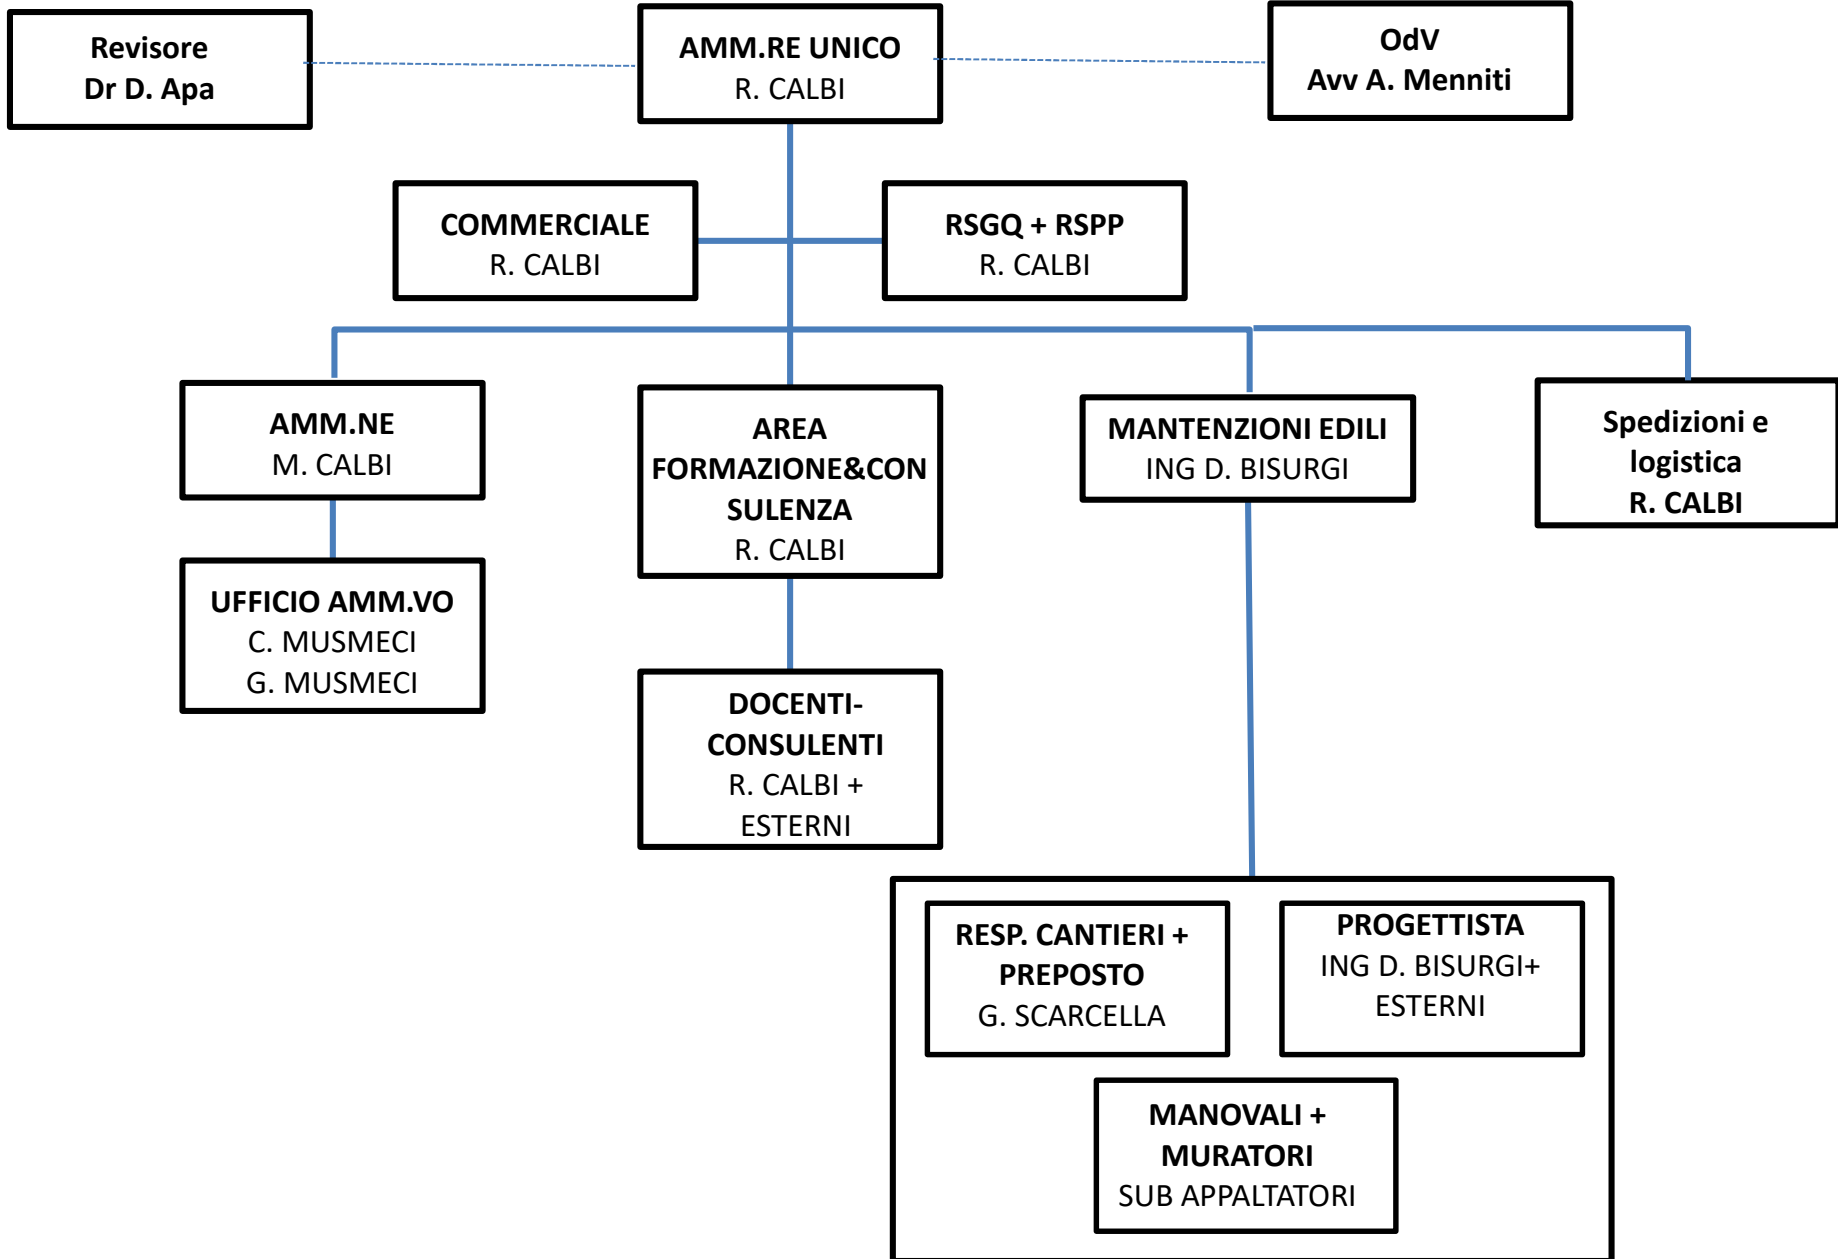 Revisore
Dr D. Apa
AMM.RE UNICO
R. CALBI
OdV
Avv A. Menniti
COMMERCIALE
R. CALBI
RSGQ + RSPP
R. CALBI
AMM.NE
M. CALBI
AREA
FORMAZIONE&CON
SULENZA
R. CALBI
MANTENZIONI EDILI
ING D. BISURGI
Spedizioni e
logistica
R. CALBI
UFFICIO AMM.VO
C. MUSMECI
G. MUSMECI
DOCENTI-
CONSULENTI
R. CALBI +
ESTERNI
RESP. CANTIERI +
PREPOSTO
G. SCARCELLA
PROGETTISTA
ING D. BISURGI+
ESTERNI
MANOVALI +
MURATORI
SUB APPALTATORI